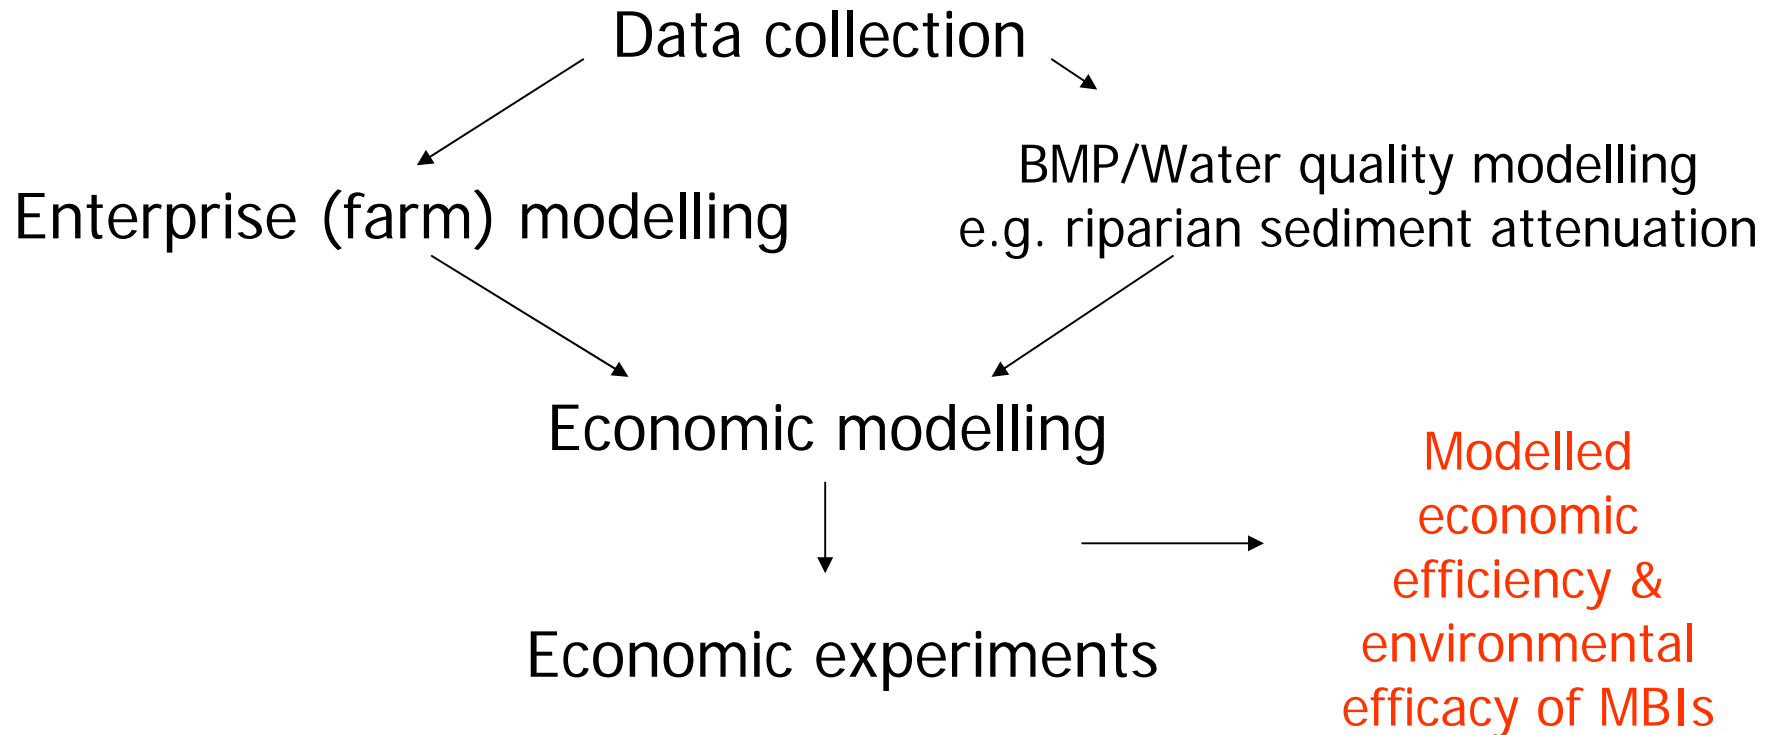 Data collection
BMP/Water quality modelling
Enterprise (farm) modelling
e.g. riparian sediment attenuation
Economic modelling
Modelled
economic
efficiency &
environmental
efficacy of MBIs
Economic experiments